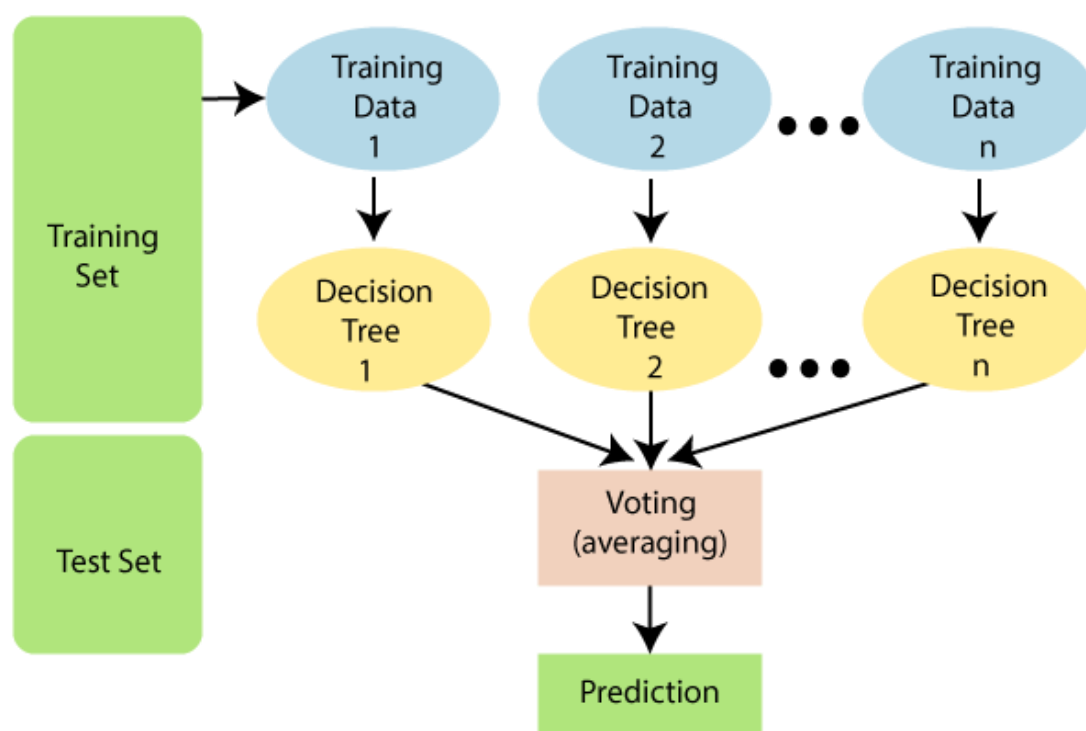 Training
Set
Test Set
Training
Data
1
Training
Data
2
Training
Data
n
Decision
Tree
1
Decision
Tree
2
Decision
Tree
n
Voting
(averaging)
Prediction